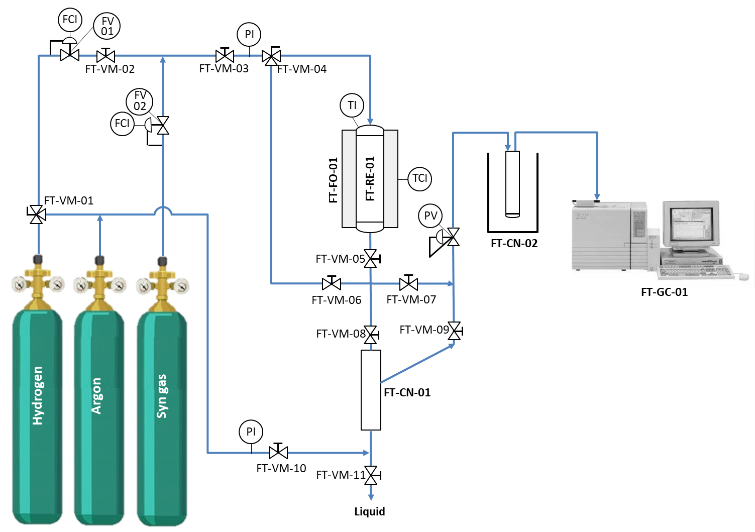 FCI
FV
01
PI
FT-VM-02
FT-VM-03
FT-VM-04
FV
02
FCI
TI
FT-FO-01
FT-RE-01
TCI
FT-VM-01
PV
FT-CN-02
FT-VM-05
FT-VM-06
FT-VM-07
FT-GC-01
FT-VM-08
FT-VM-09
FT-CN-01
Hydrogen
Argon
Syn gas
PI
FT-VM-10
FT-VM-11
Liquid